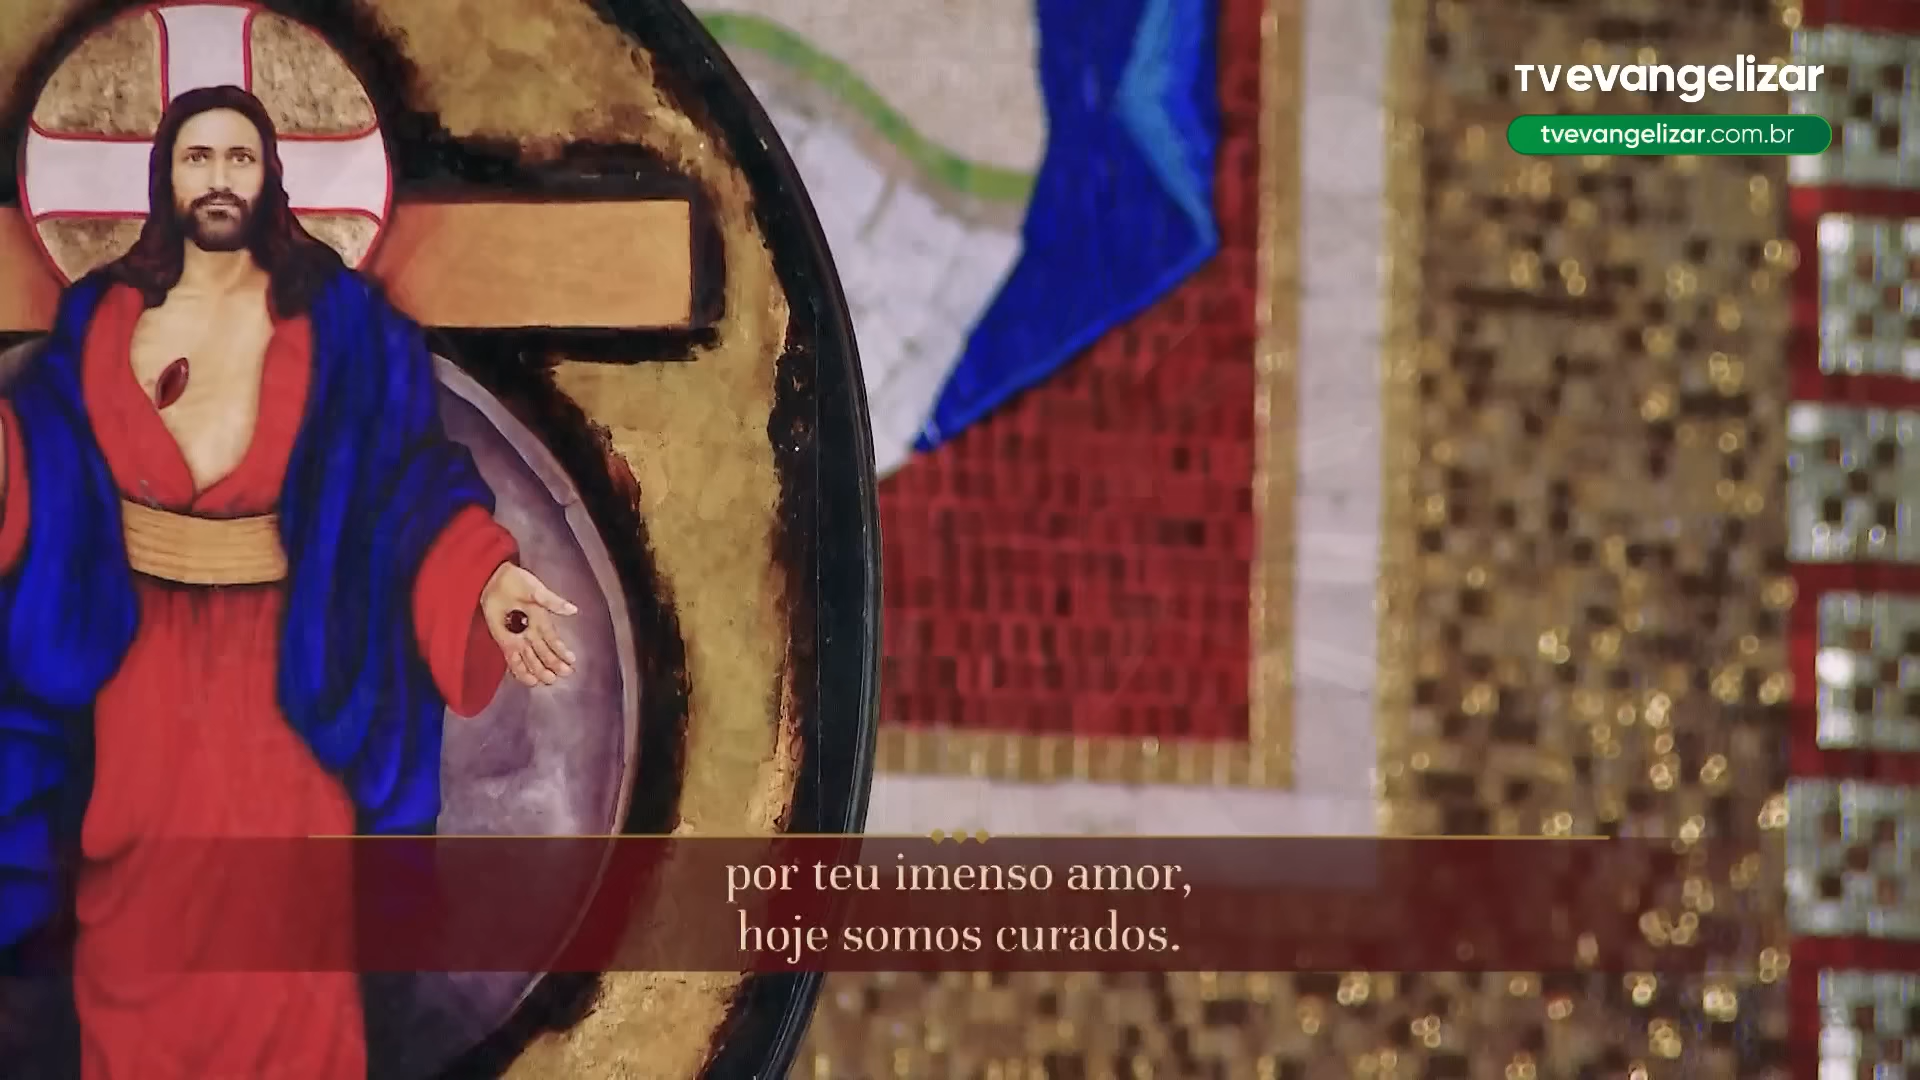 TVevangelizar
tvevangelizar.com.br
por teu imenso amor,
hoje somos curados.